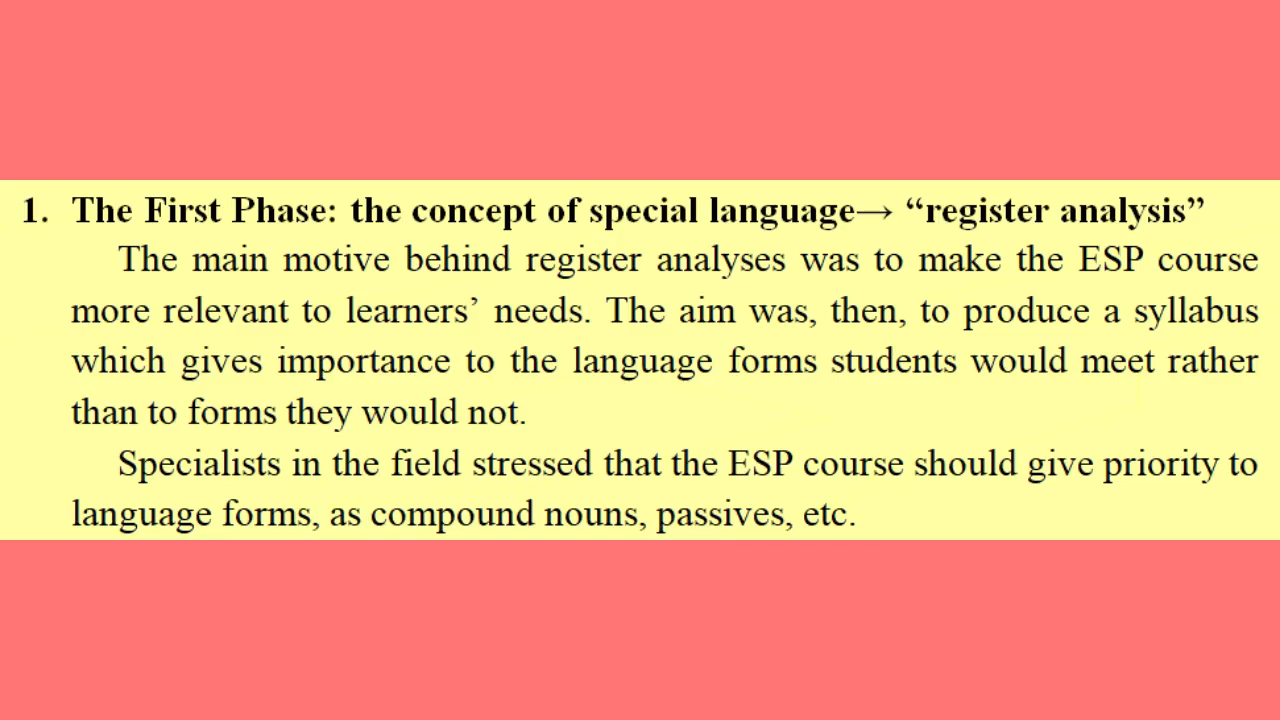 1. The First Phase: the concept of special language→ “register analysis”
The main motive behind register analyses was to make the ESP course
more relevant to learners’ needs. The aim was, then, to produce a syllabus
which gives importance to the language forms students would meet rather
than to forms they would not.
Specialists in the field stressed that the ESP course should give priority to
language forms, as compound nouns, passives, etc.